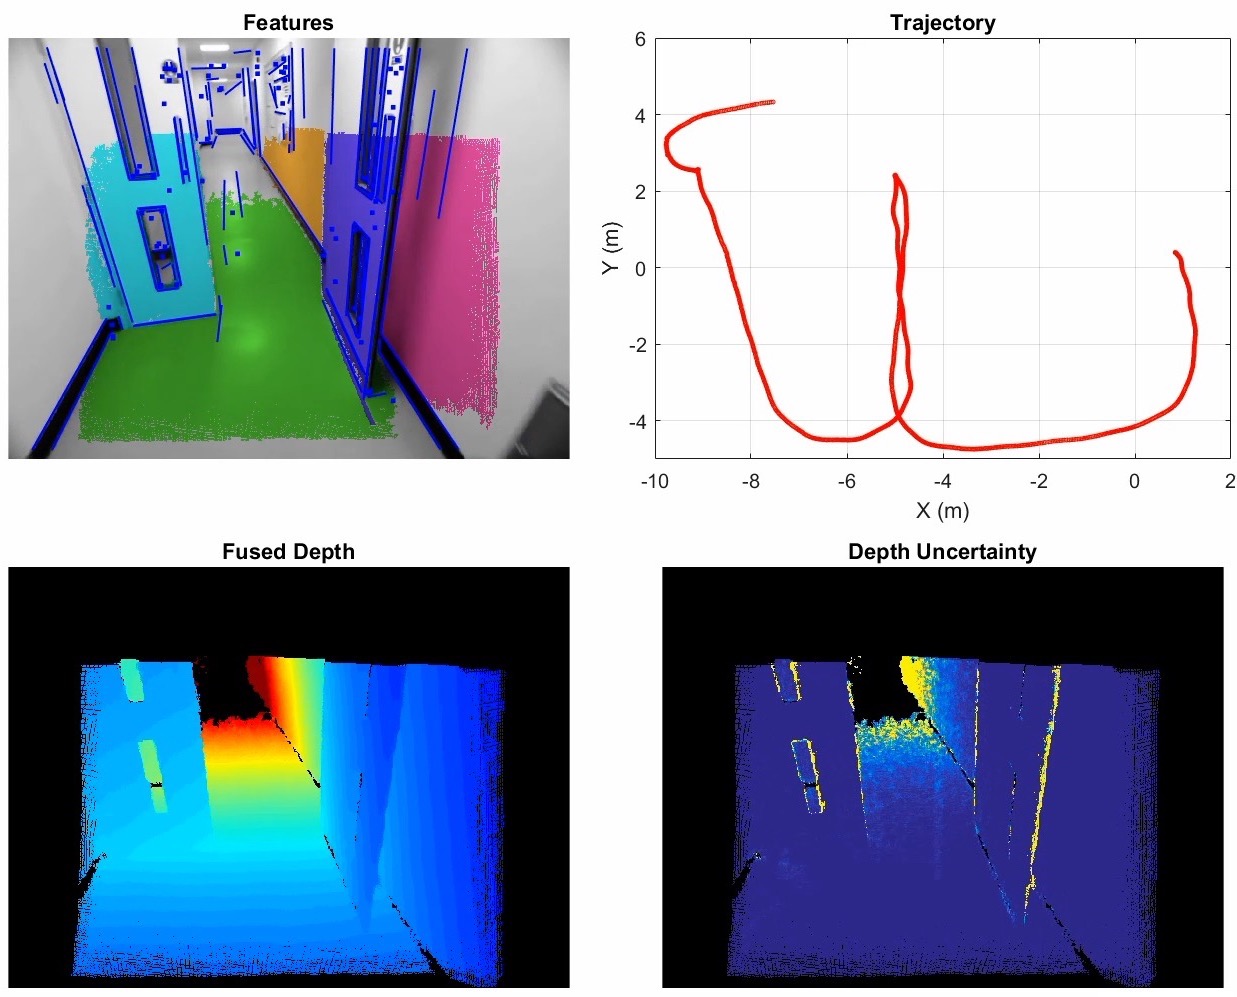 Features
Trajectory
6
4
2
0
-2
-4
Y (m)
-10 -8 -6 -4 -2 0 2
X (m)
Fused Depth
Depth Uncertainty